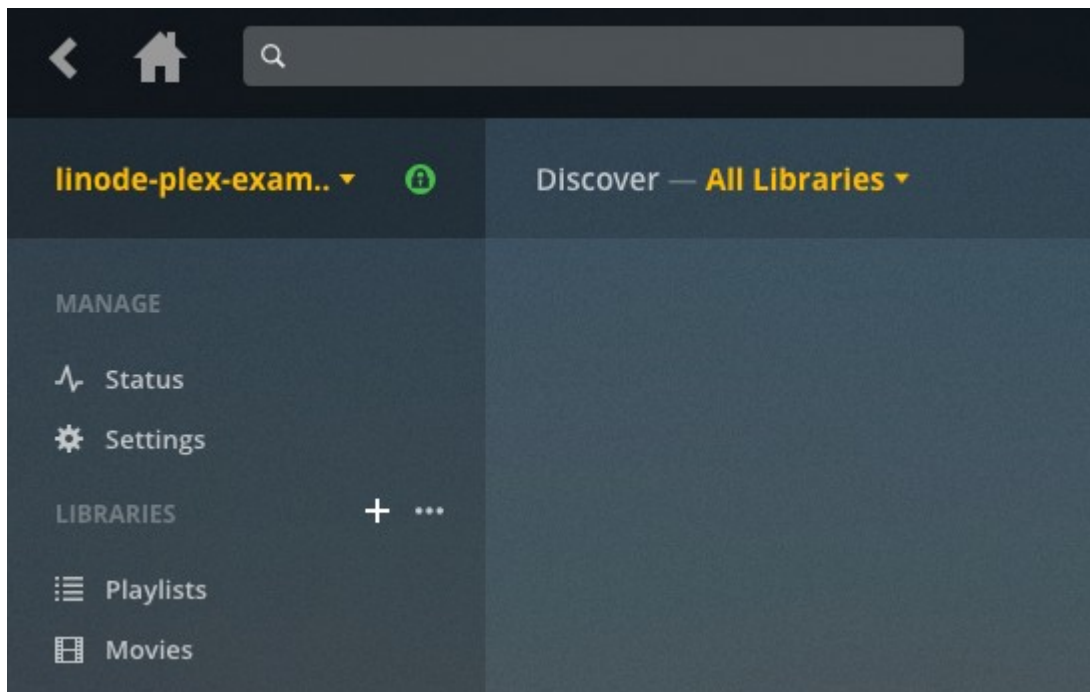 linode-plex-exam..
Discover — All Libraries
MANAGE
Status
Settings
LIBRARIES
Playlists
Movies